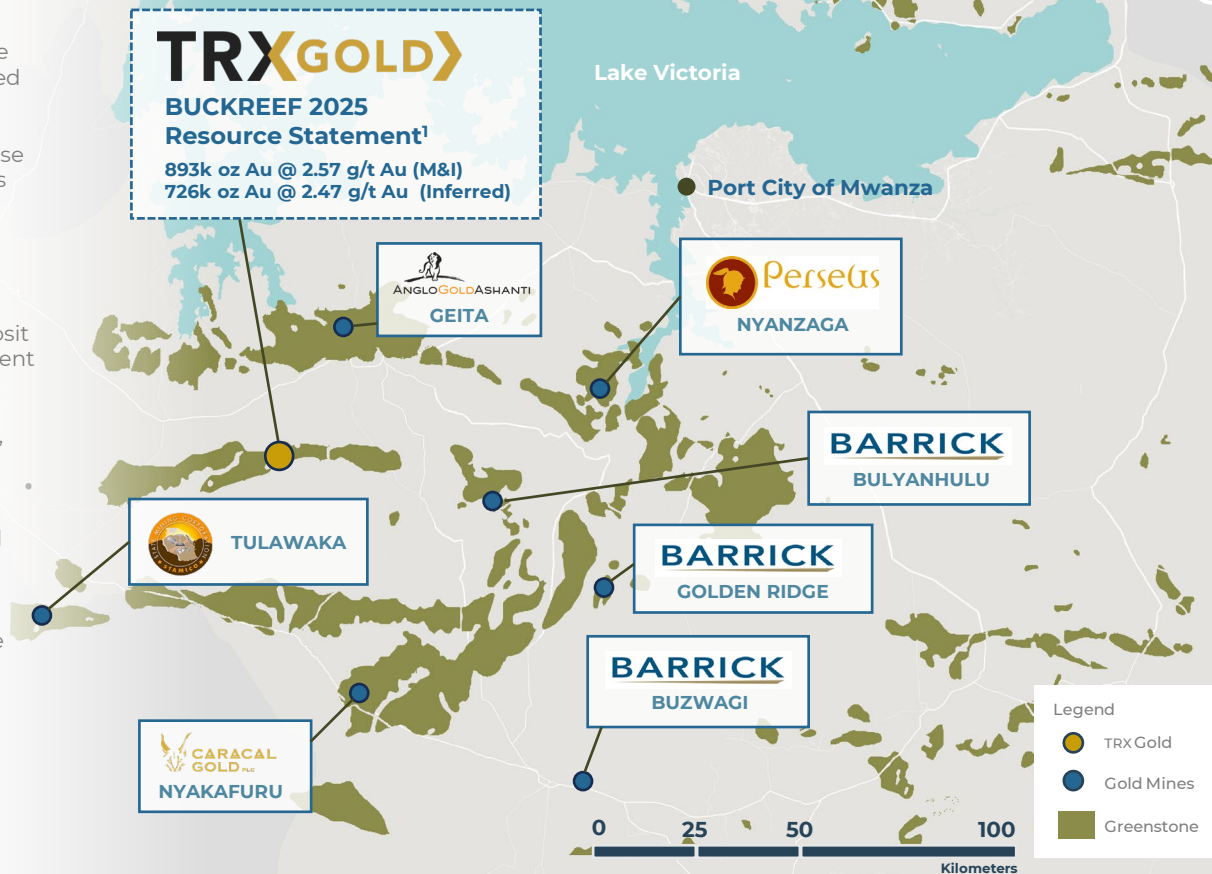 TRX GOLD
BUCKREEF 2025
Resource Statement¹
893k oz Au @ 2.57 g/t Au (M&I)
726k oz Au @ 2.47 g/t Au (Inferred)
Lake Victoria
Port City of Mwanza
ANGLOGOLDASHANTI
GEITA
Perseus
NYANZAGA
BARRICK
BULYANHULU
STAMICO
TULAWAKA
BARRICK
GOLDEN RIDGE
BARRICK
BUZWAGI
CARACAL
GOLD PLC
NYAKAFURU
Legend
TRX Gold
Gold Mines
Greenstone
0 25 50 100
Kilometers